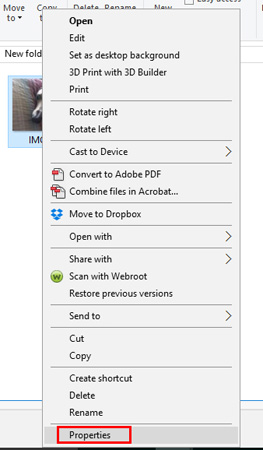 Move to
Copy to
Delete
Rename
New
Easy access
New fold
IMG
Open
Edit
Set as desktop background
3D Print with 3D Builder
Print
Rotate right
Rotate left
Cast to Device
Convert to Adobe PDF
Combine files in Acrobat...
Move to Dropbox
Open with
Share with
Scan with Webroot
Restore previous versions
Send to
Cut
Copy
Create shortcut
Delete
Rename
Properties